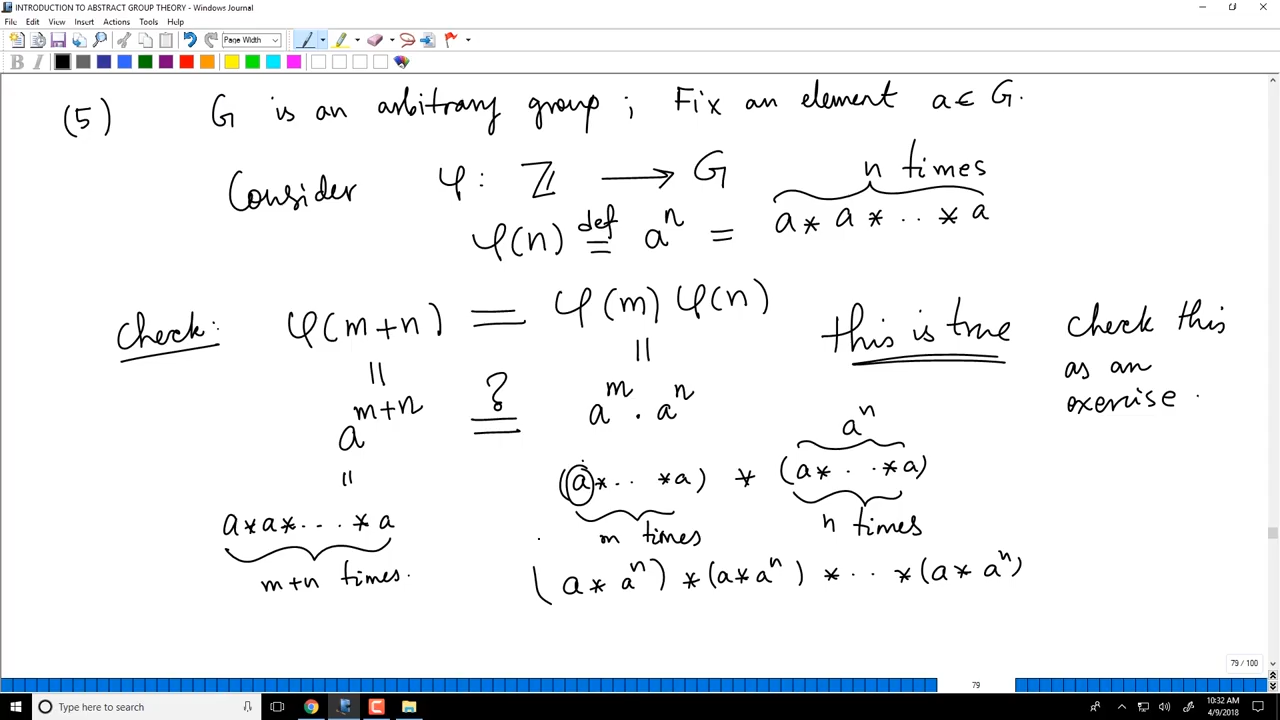 INTRODUCTION TO ABSTRACT GROUP THEORY - Windows Journal
File Edit View Insert Actions Tools Help
Page Width
B I
(5) G is an arbitrary group ; Fix an element a ∈ G.
Consider φ : ℤ ⟶ G
n times
φ(n) def = a^n = a * a * .. * a
Check: φ(m+n) = φ(m) φ(n) this is true check this
as an
exercise.
|| ||
a^{m+n} ? = a^m . a^n
|| (a * .. * a) * (a * . .. * a) a^n
a * a * ... * a m times n times
m+n times.
(a * a^n) * (a * a^n) * .. * (a * a^n)
79 / 100
79
Type here to search
10:32 AM
4/9/2018